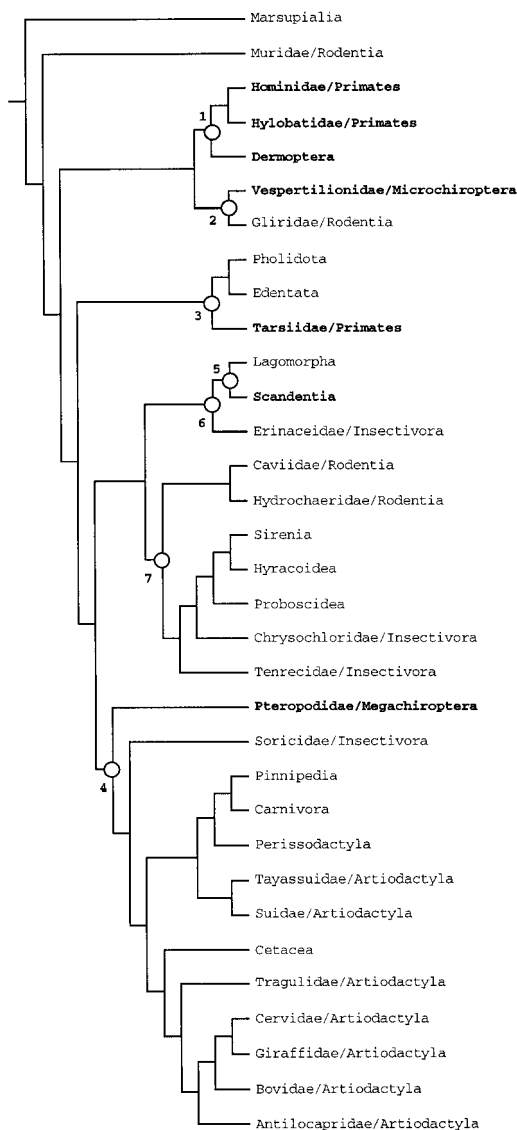 Marsupialia
Muridae/Rodentia
Hominidae/Primates
1
Hylobatidae/Primates
Dermoptera
Vespertilionidae/Microchiroptera
2
Gliridae/Rodentia
Pholidota
Edentata
3
Tarsiidae/Primates
Lagomorpha
5
Scandentia
6
Erinaceidae/Insectivora
Caviidae/Rodentia
Hydrochaeridae/Rodentia
Sirenia
Hyracoidea
7
Proboscidea
Chrysochloridae/Insectivora
Tenrecidae/Insectivora
Pteropodidae/Megachiroptera
Soricidae/Insectivora
4
Pinnipedia
Carnivora
Perissodactyla
Tayassuidae/Artiodactyla
Suidae/Artiodactyla
Cetacea
Tragulidae/Artiodactyla
Cervidae/Artiodactyla
Giraffidae/Artiodactyla
Bovidae/Artiodactyla
Antilocapridae/Artiodactyla